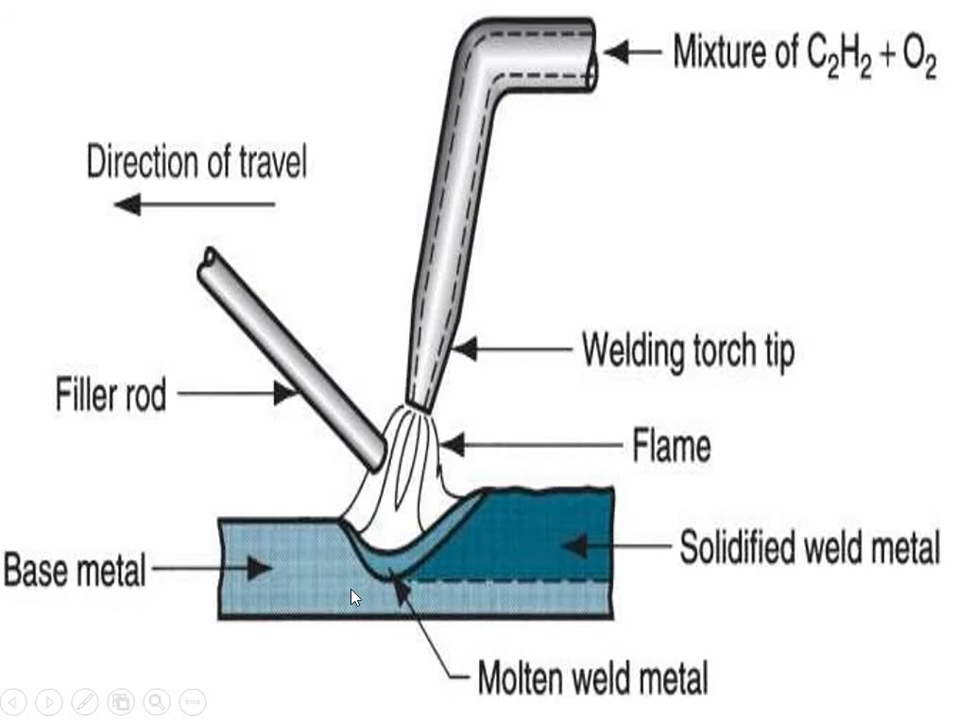 Mixture of C₂H₂ + O₂
Direction of travel
Welding torch tip
Filler rod
Flame
Solidified weld metal
Base metal
Molten weld metal